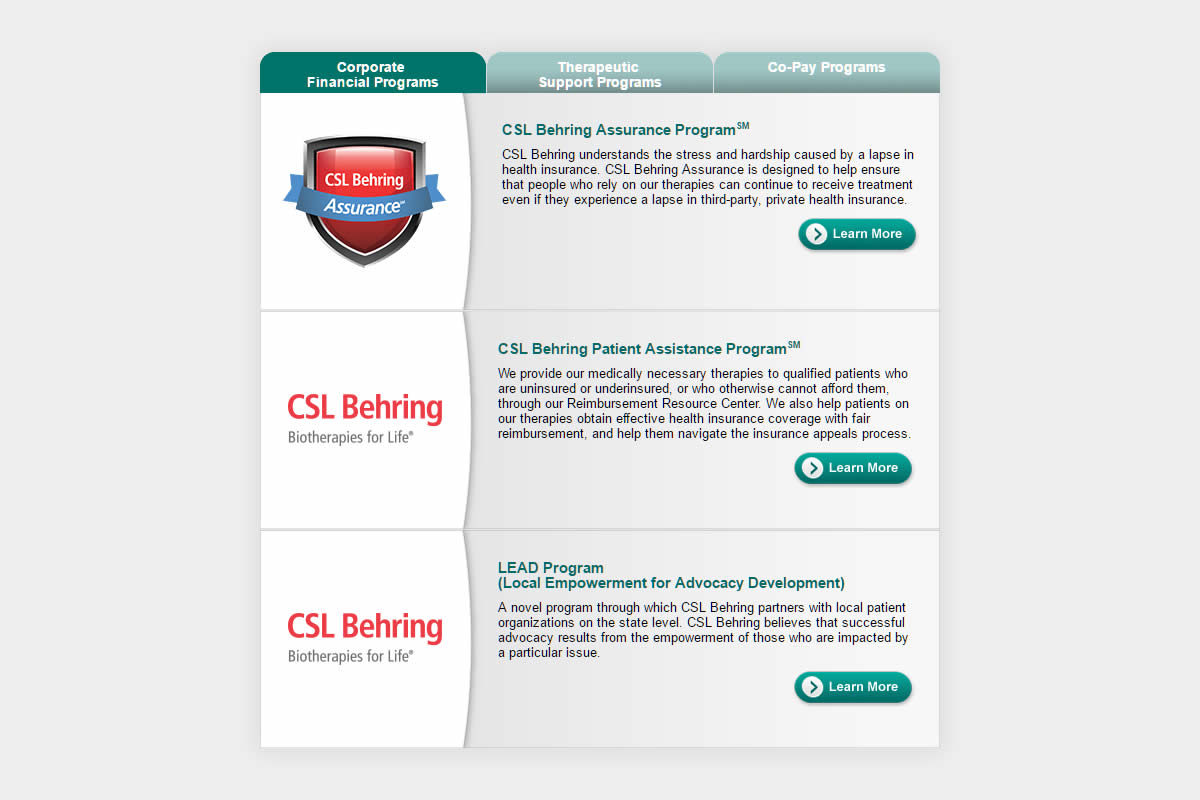 Corporate
Financial Programs
Therapeutic
Support Programs
Co-Pay Programs
CSL Behring
Assurance℠
CSL Behring Assurance Program℠
CSL Behring understands the stress and hardship caused by a lapse in
health insurance. CSL Behring Assurance is designed to help ensure
that people who rely on our therapies can continue to receive treatment
even if they experience a lapse in third-party, private health insurance.
Learn More
CSL Behring
Biotherapies for Life®
CSL Behring Patient Assistance Program℠
We provide our medically necessary therapies to qualified patients who
are uninsured or underinsured, or who otherwise cannot afford them,
through our Reimbursement Resource Center. We also help patients on
our therapies obtain effective health insurance coverage with fair
reimbursement, and help them navigate the insurance appeals process.
Learn More
CSL Behring
Biotherapies for Life®
LEAD Program
(Local Empowerment for Advocacy Development)
A novel program through which CSL Behring partners with local patient
organizations on the state level. CSL Behring believes that successful
advocacy results from the empowerment of those who are impacted by
a particular issue.
Learn More